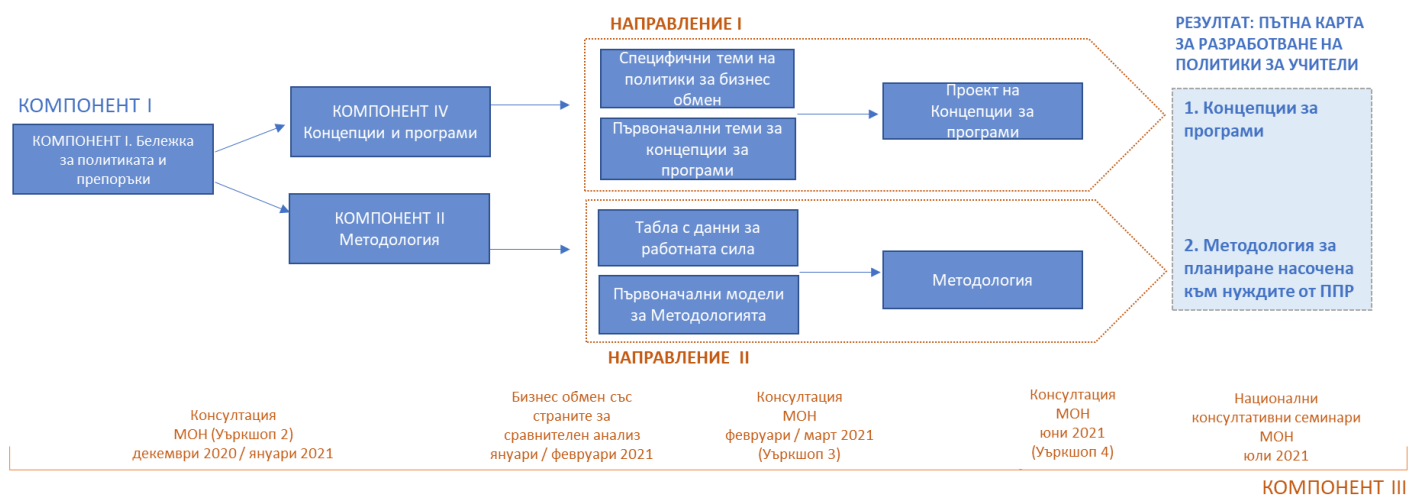 НАПРАВЛЕНИЕ I
РЕЗУЛТАТ: ПЪТНА КАРТА
ЗА РАЗРАБОТВАНЕ НА
ПОЛИТИКИ ЗА УЧИТЕЛИ
КОМПОНЕНТ I
КОМПОНЕНТ I. Бележка
за политиката и
препоръки
КОМПОНЕНТ IV
Концепции и програми
КОМПОНЕНТ II
Методология
Специфични теми на
политики за бизнес
обмен
Първоначални теми за
концепции за
програми
Проект на
Концепции за
програми
1. Концепции за
програми
Табла с данни за
работната сила
Първоначални модели
за Методологията
Методология
2. Методология за
планиране насочена
към нуждите от ППР
НАПРАВЛЕНИЕ II
Консултация
МОН (Уъркшоп 2)
декември 2020 / януари 2021
Бизнес обмен със
страните за
сравнителен анализ
януари / февруари 2021
Консултация
МОН
февруари / март 2021
(Уъркшоп 3)
Консултация
МОН
юни 2021
(Уъркшоп 4)
Национални
консултативни семинари
МОН
юли 2021
КОМПОНЕНТ III